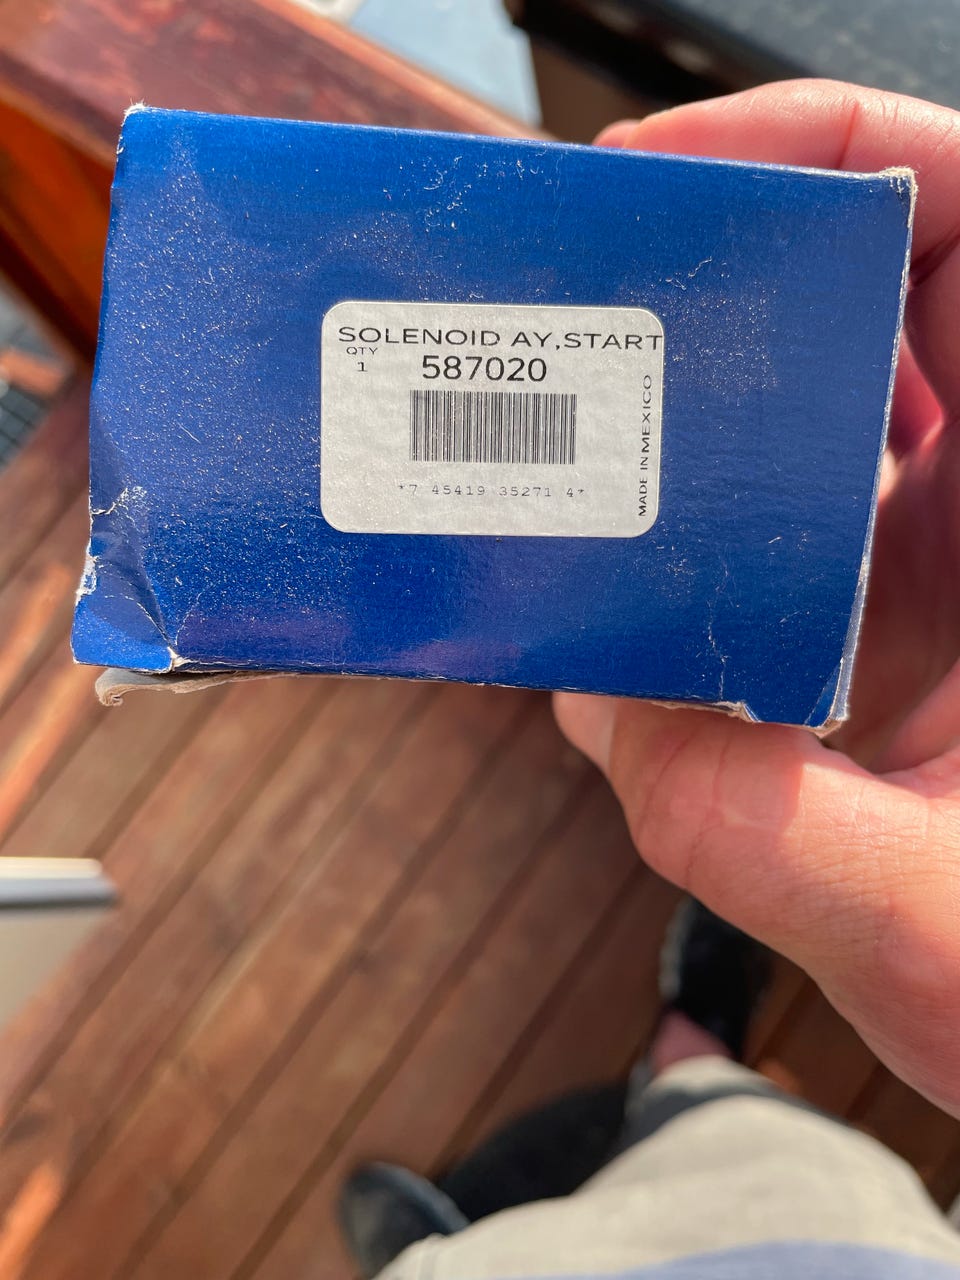 SOLENOID AY,START
QTY
1
587020
*7 45419 35271 4*
MADE IN MEXICO